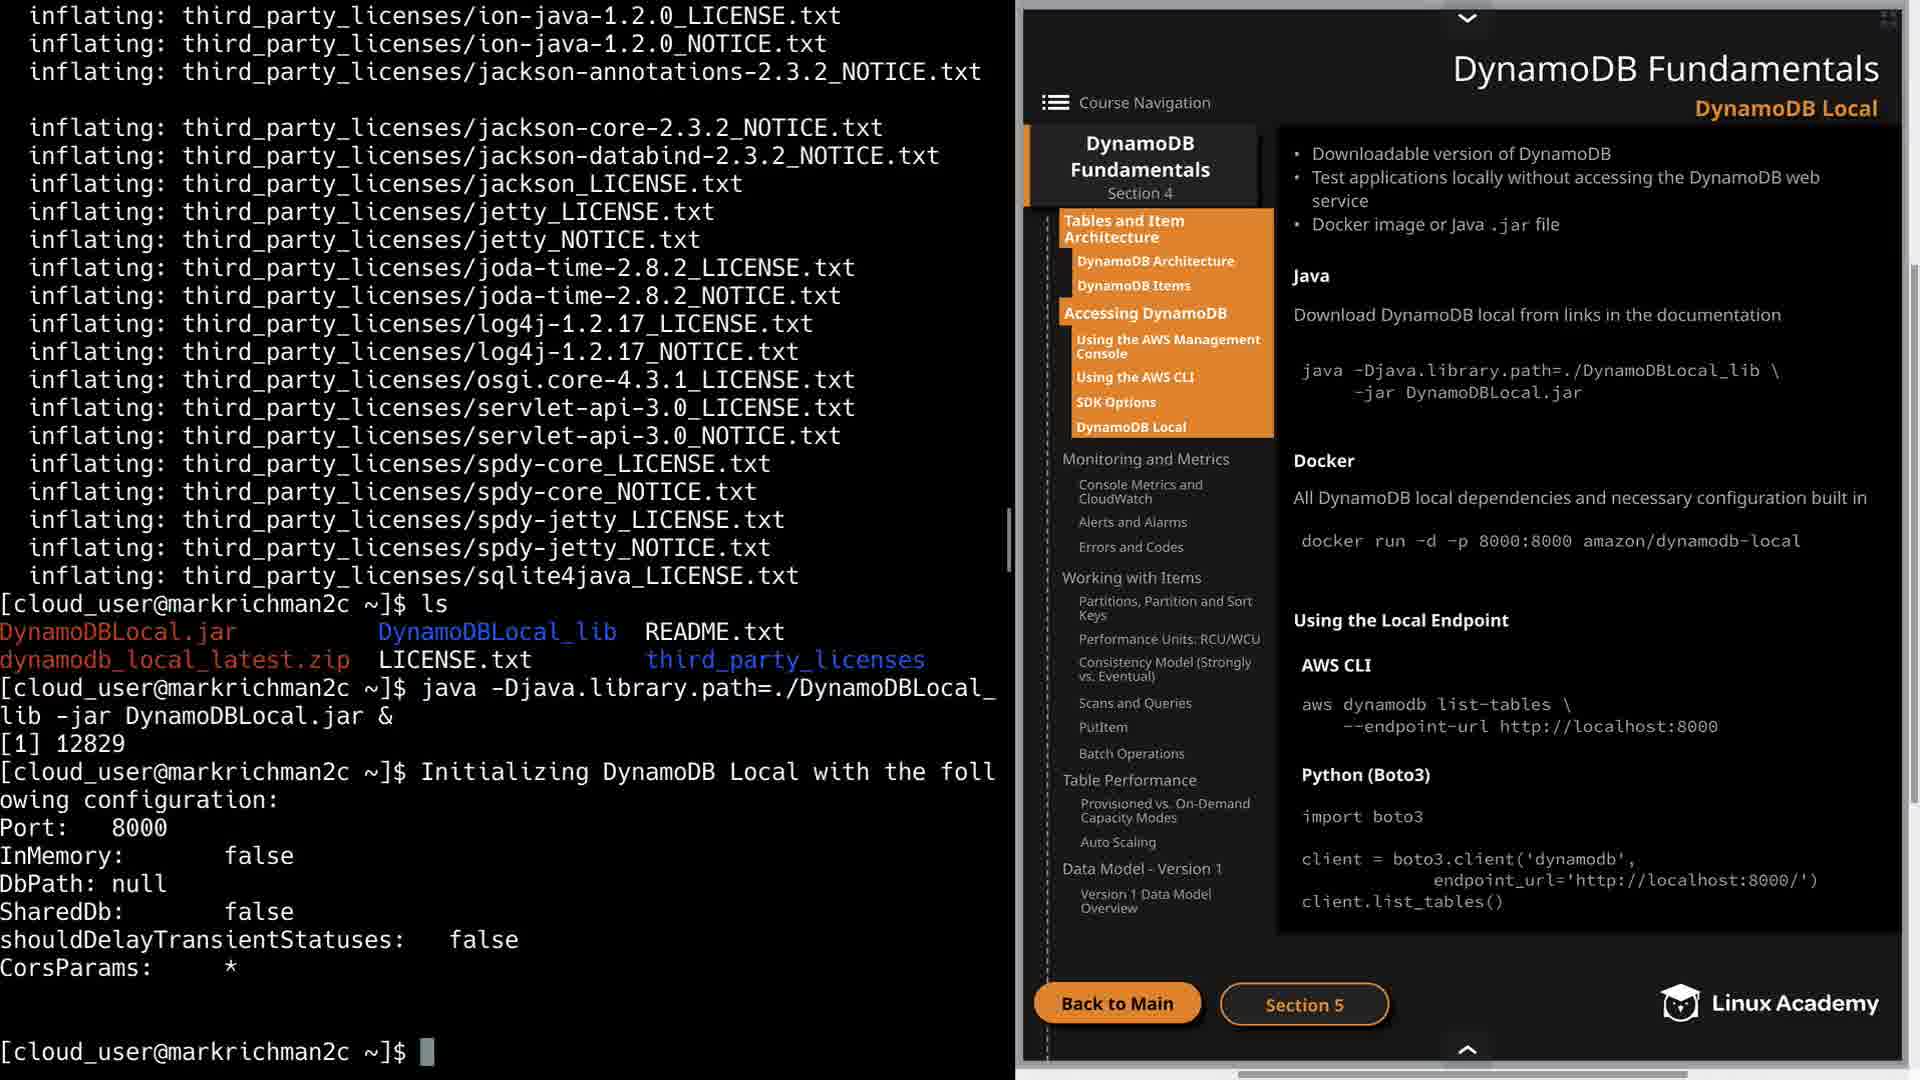 inflating: third_party_licenses/ion-java-1.2.0_LICENSE.txt
inflating: third_party_licenses/ion-java-1.2.0_NOTICE.txt
inflating: third_party_licenses/jackson-annotations-2.3.2_NOTICE.txt
inflating: third_party_licenses/jackson-core-2.3.2_NOTICE.txt
inflating: third_party_licenses/jackson-databind-2.3.2_NOTICE.txt
inflating: third_party_licenses/jackson_LICENSE.txt
inflating: third_party_licenses/jetty_LICENSE.txt
inflating: third_party_licenses/jetty_NOTICE.txt
inflating: third_party_licenses/joda-time-2.8.2_LICENSE.txt
inflating: third_party_licenses/joda-time-2.8.2_NOTICE.txt
inflating: third_party_licenses/log4j-1.2.17_LICENSE.txt
inflating: third_party_licenses/log4j-1.2.17_NOTICE.txt
inflating: third_party_licenses/osgi.core-4.3.1_LICENSE.txt
inflating: third_party_licenses/servlet-api-3.0_LICENSE.txt
inflating: third_party_licenses/servlet-api-3.0_NOTICE.txt
inflating: third_party_licenses/spdy-core_LICENSE.txt
inflating: third_party_licenses/spdy-core_NOTICE.txt
inflating: third_party_licenses/spdy-jetty_LICENSE.txt
inflating: third_party_licenses/spdy-jetty_NOTICE.txt
inflating: third_party_licenses/sqlite4java_LICENSE.txt
[cloud_user@markrichman2c ~]$ ls
DynamoDBLocal.jar DynamoDBLocal_lib README.txt
dynamodb_local_latest.zip LICENSE.txt third_party_licenses
[cloud_user@markrichman2c ~]$ java -Djava.library.path=./DynamoDBLocal_
lib -jar DynamoDBLocal.jar &
[1] 12829
[cloud_user@markrichman2c ~]$ Initializing DynamoDB Local with the foll
owing configuration:
Port: 8000
InMemory: false
DbPath: null
SharedDb: false
shouldDelayTransientStatuses: false
CorsParams: *
[cloud_user@markrichman2c ~]$
DynamoDB Fundamentals
DynamoDB Local
Course Navigation
DynamoDB
Fundamentals
Section 4
Tables and Item
Architecture
DynamoDB Architecture
DynamoDB Items
Accessing DynamoDB
Using the AWS Management
Console
Using the AWS CLI
SDK Options
DynamoDB Local
Monitoring and Metrics
Console Metrics and
CloudWatch
Alerts and Alarms
Errors and Codes
Working with Items
Partitions, Partition and Sort
Keys
Performance Units: RCU/WCU
Consistency Model (Strongly
vs. Eventual)
Scans and Queries
PutItem
Batch Operations
Table Performance
Provisioned vs. On-Demand
Capacity Modes
Auto Scaling
Data Model - Version 1
Version 1 Data Model
Overview
• Downloadable version of DynamoDB
• Test applications locally without accessing the DynamoDB web
service
• Docker image or Java .jar file
Java
Download DynamoDB local from links in the documentation
java -Djava.library.path=./DynamoDBLocal_lib \
-jar DynamoDBLocal.jar
Docker
All DynamoDB local dependencies and necessary configuration built in
docker run -d -p 8000:8000 amazon/dynamodb-local
Using the Local Endpoint
AWS CLI
aws dynamodb list-tables \
--endpoint-url http://localhost:8000
Python (Boto3)
import boto3
client = boto3.client('dynamodb',
endpoint_url='http://localhost:8000/')
client.list_tables()
Back to Main
Section 5
Linux Academy